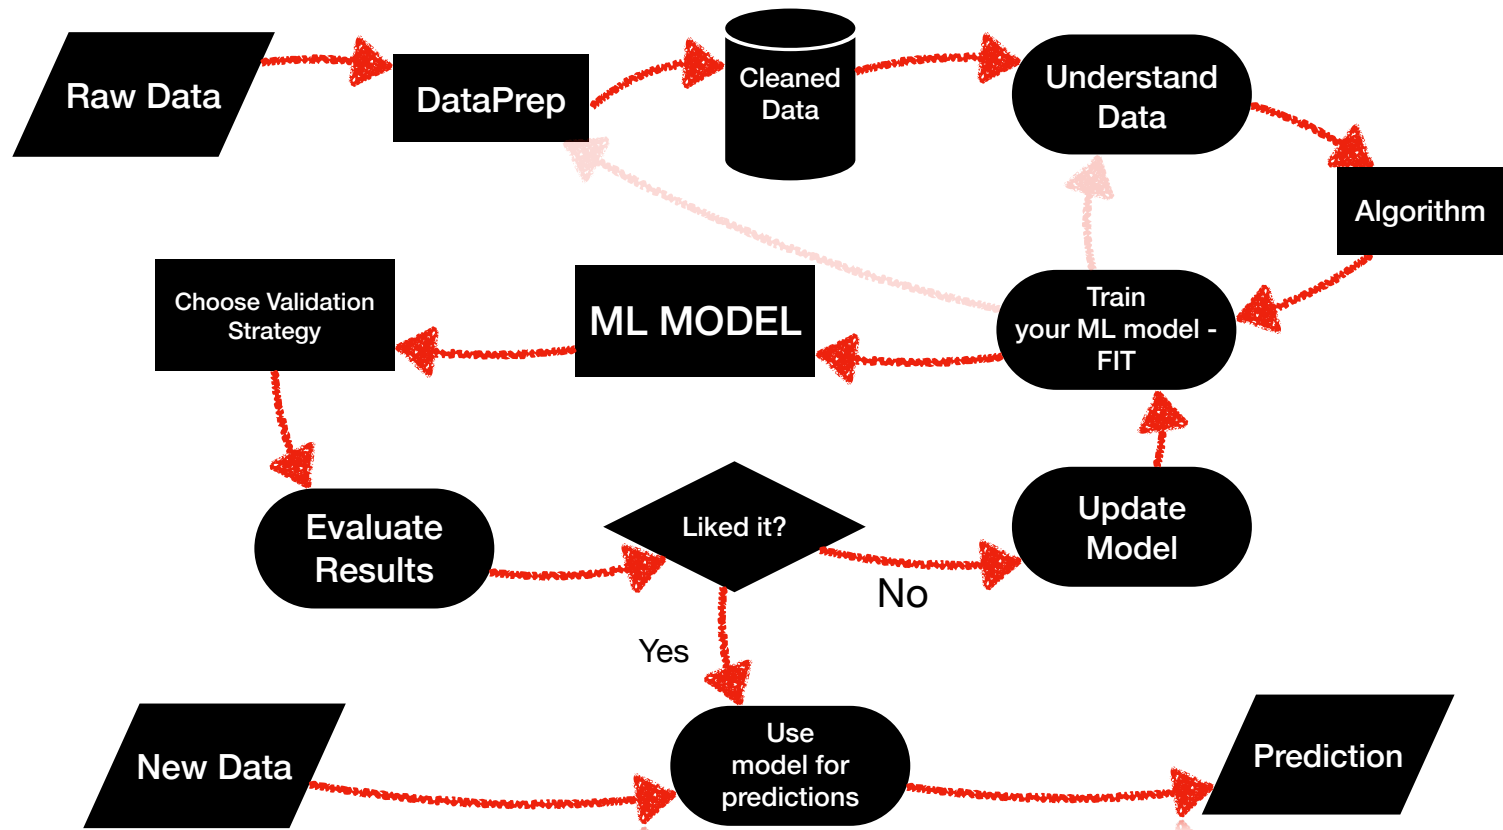 Raw Data
DataPrep
Cleaned
Data
Understand
Data
Algorithm
Choose Validation
Strategy
ML MODEL
Train
your ML model -
FIT
Evaluate
Results
Liked it?
No
Update
Model
Yes
New Data
Use
model for
predictions
Prediction